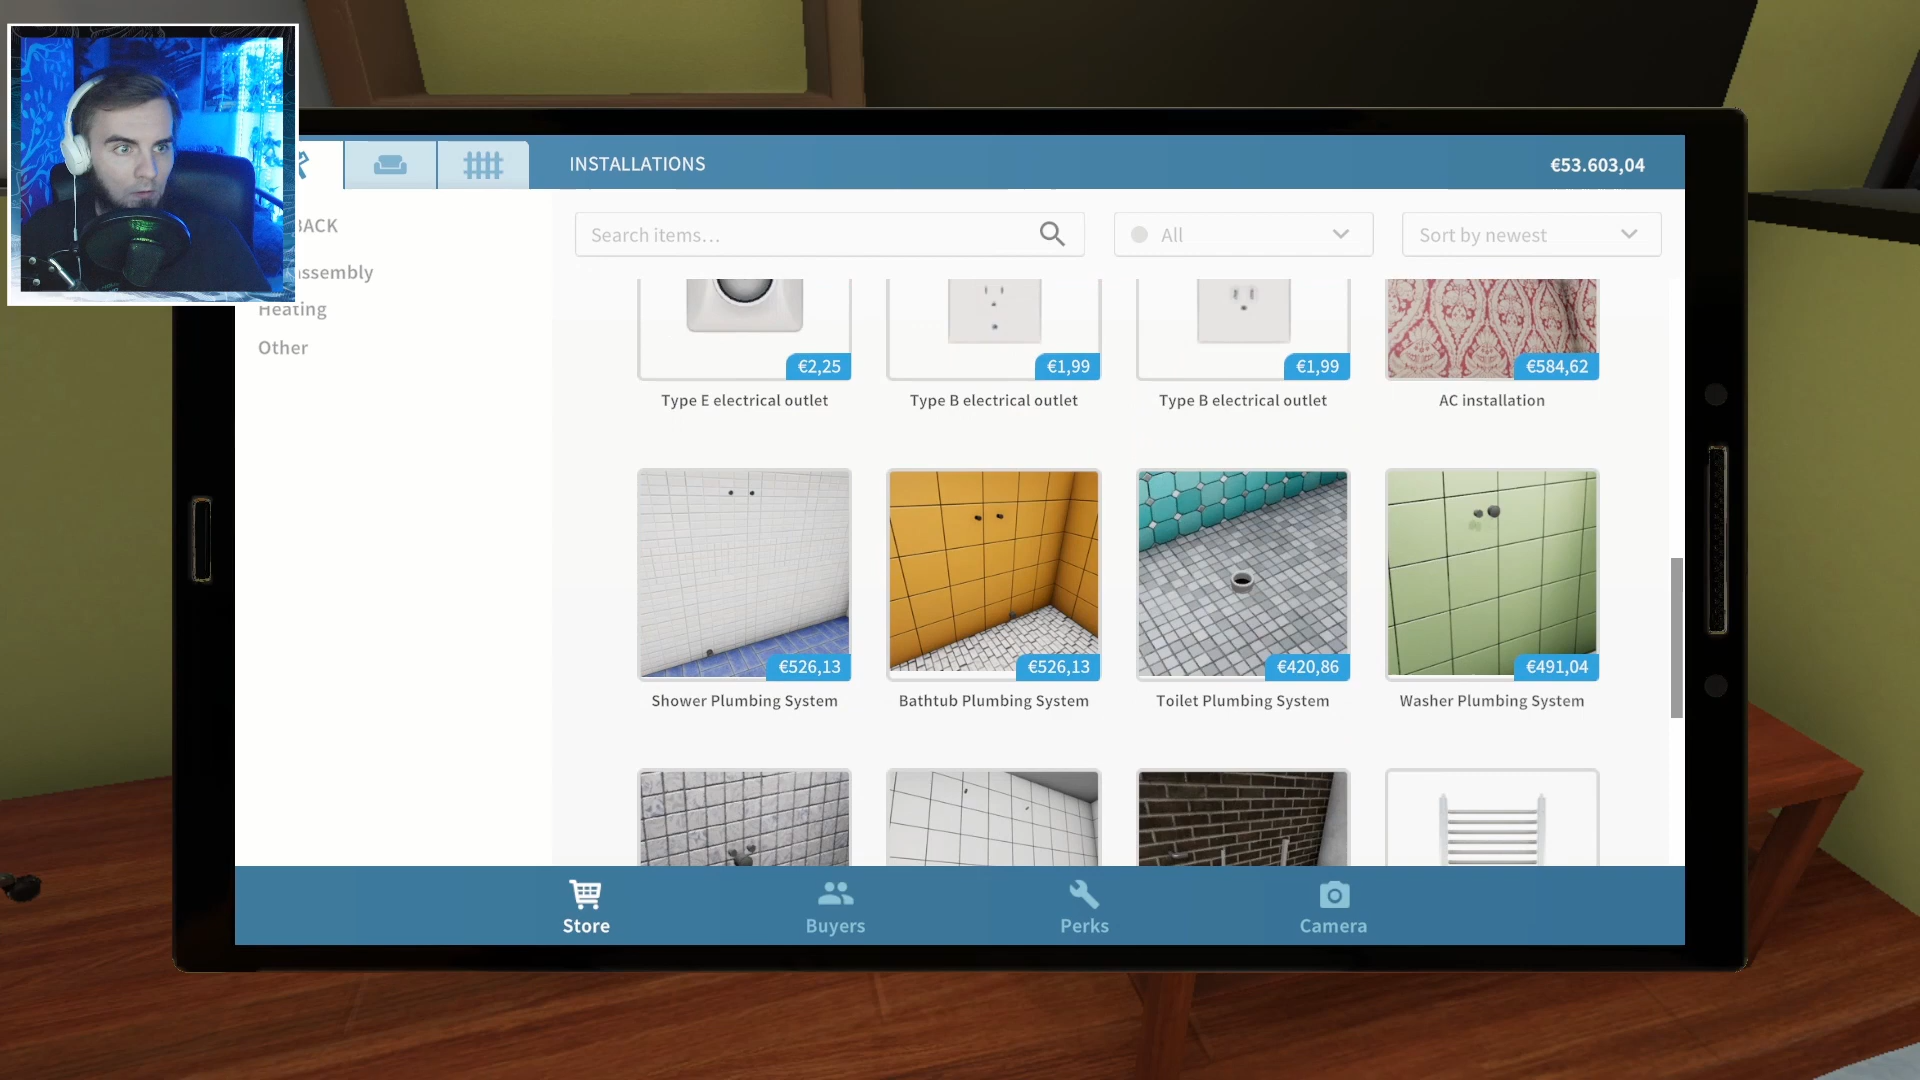 INSTALLATIONS
€53.603,04
BACK
Search items...
All
Sort by newest
ssembly
Heating
Other
€2,25
€1,99
€1,99
€584,62
Type E electrical outlet
Type B electrical outlet
Type B electrical outlet
AC installation
€526,13
€526,13
€420,86
€491,04
Shower Plumbing System
Bathtub Plumbing System
Toilet Plumbing System
Washer Plumbing System
Store
Buyers
Perks
Camera